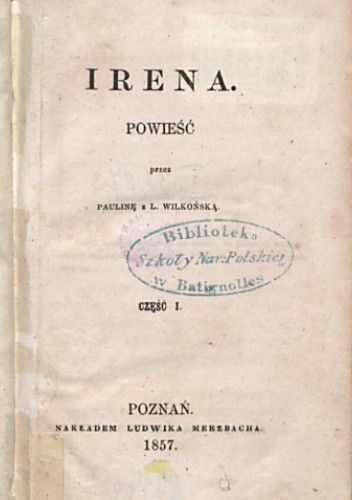 IRENA.
POWIEŚĆ
przez
PAULINĘ z L. WILKOŃSKĄ.
Biblioteka
Szkoły Nar. Polskiej
w Batignolles
CZĘŚĆ I.
POZNAŃ.
NAKŁADEM LUDWIKA MERZBACHA.
1857.